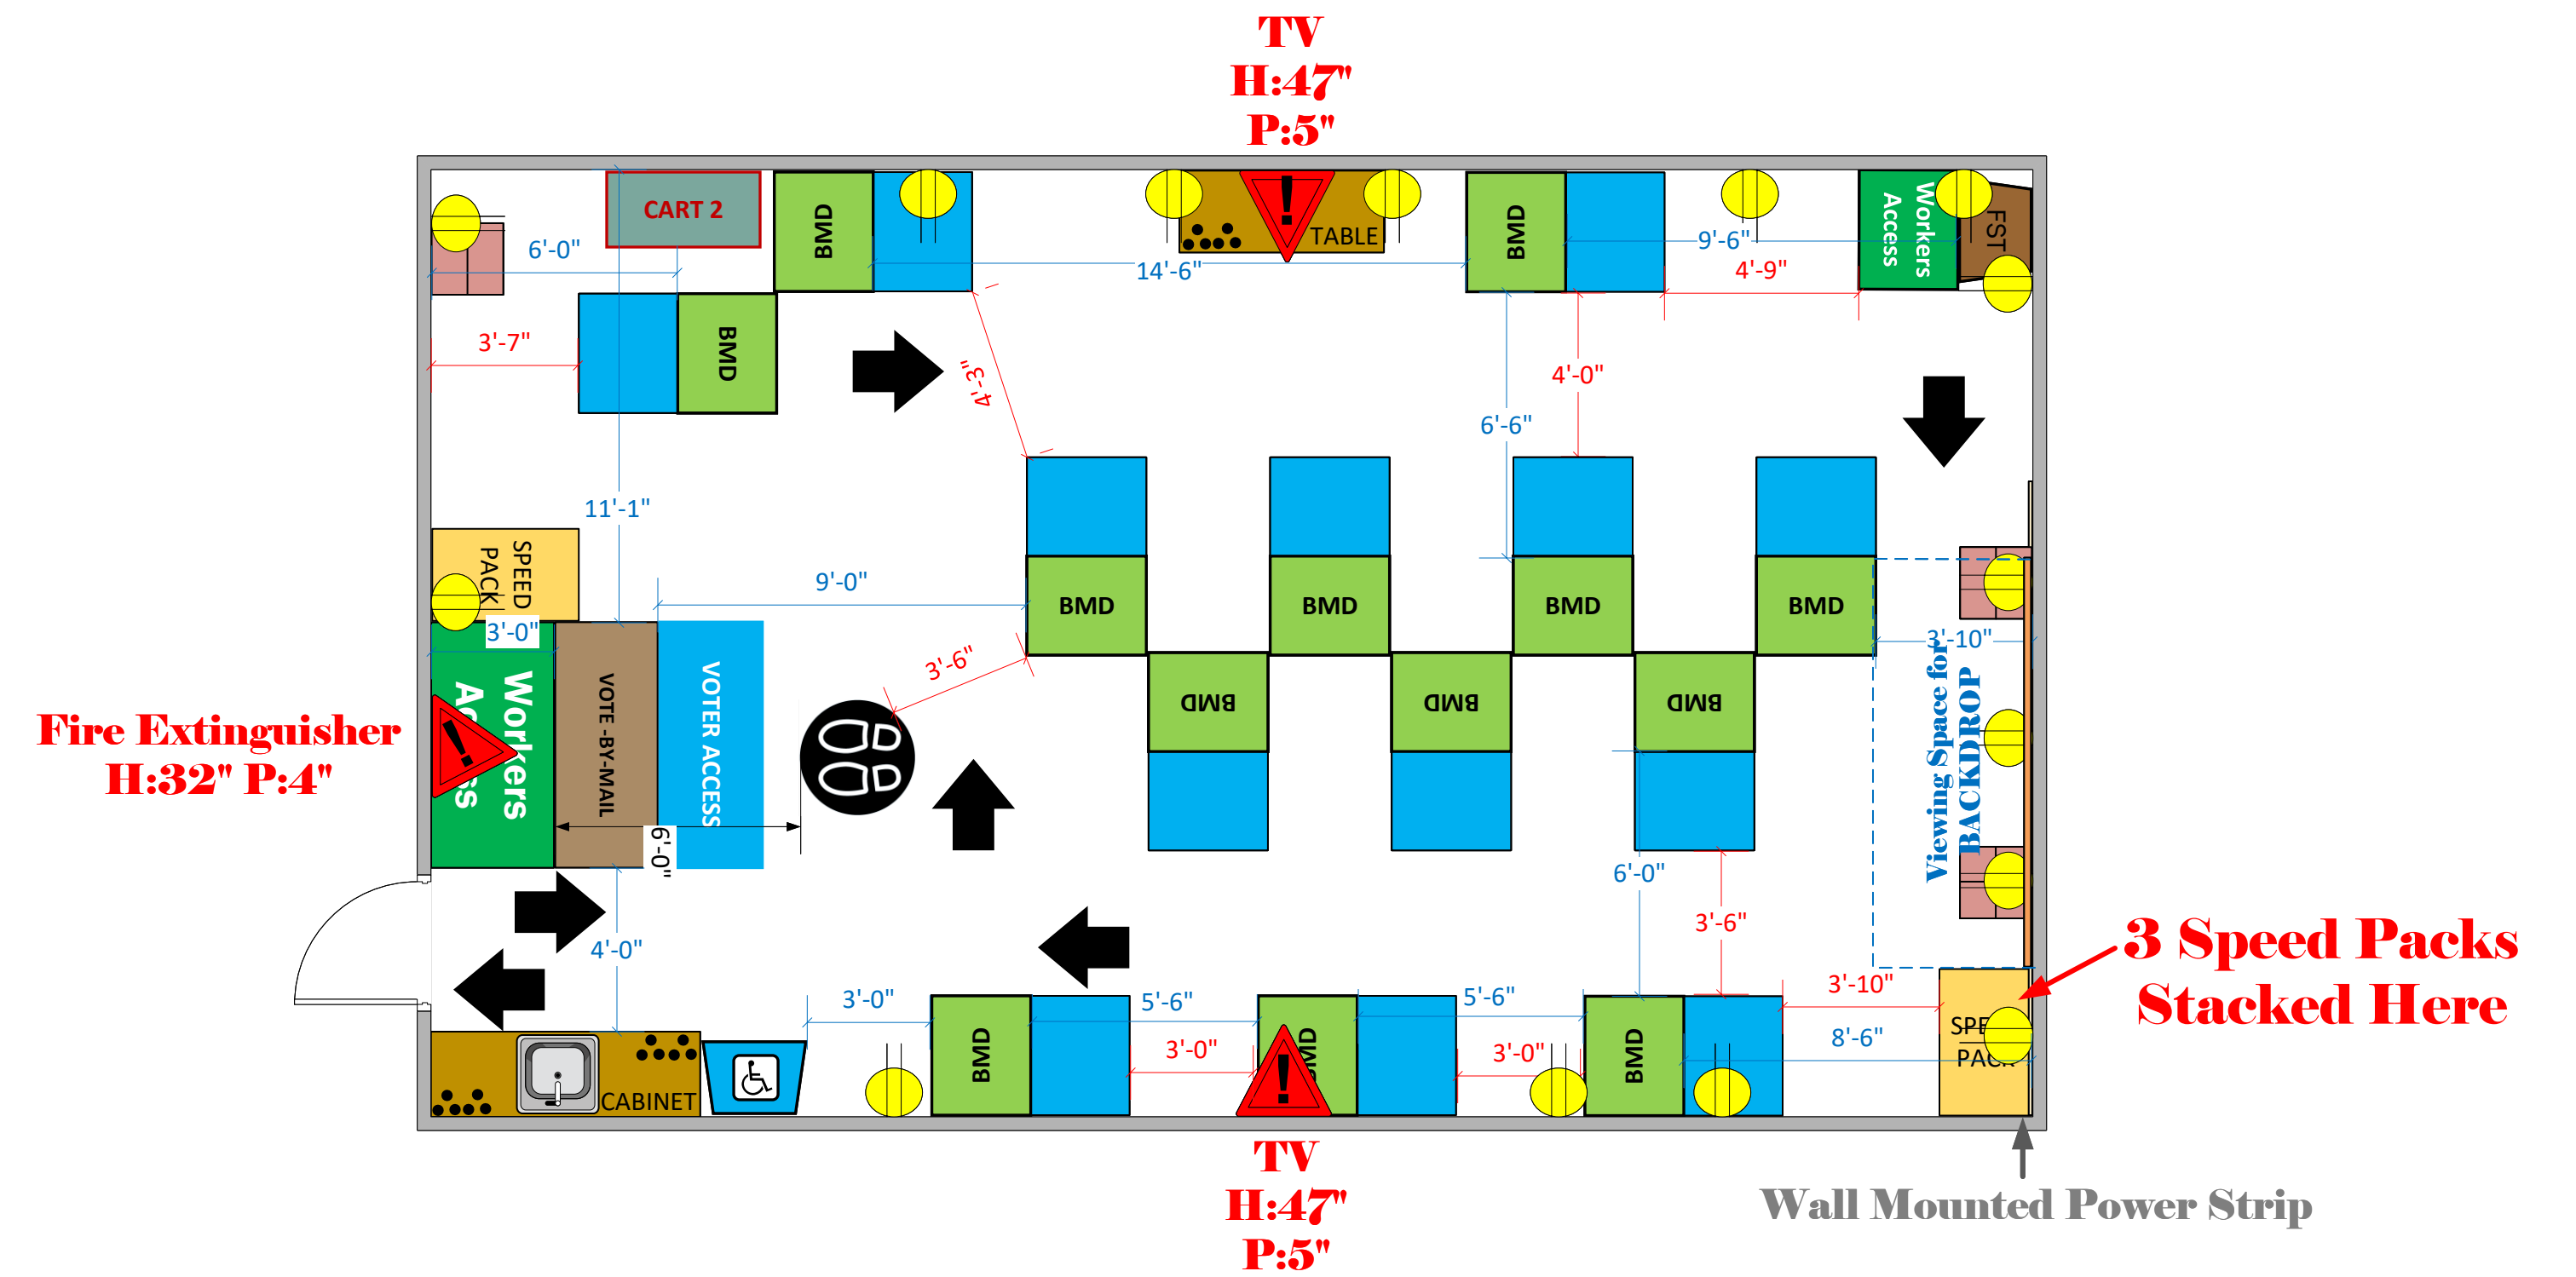 TV
H:47"
P:5"
CART 2
BMD
TABLE
BMD
Workers
Access
FST
6'-0"
14'-6"
9'-6"
4'-9"
3'-7"
BMD
4'-3"
4'-0"
6'-6"
11'-1"
SPEED
PACK
9'-0"
BMD
BMD
BMD
BMD
3'-0"
3'-10"
3'-6"
Workers
Access
VOTE -BY-MAIL
VOTER ACCESS
BMD
BMD
BMD
Viewing Space for
BACKDROP
Fire Extinguisher
H:32" P:4"
6'-0"
6'-0"
3'-6"
4'-0"
3 Speed Packs
Stacked Here
3'-0"
5'-6"
5'-6"
3'-10"
3'-0"
3'-0"
8'-6"
CABINET
BMD
BMD
BMD
SPEED
PACK
TV
H:47"
P:5"
Wall Mounted Power Strip